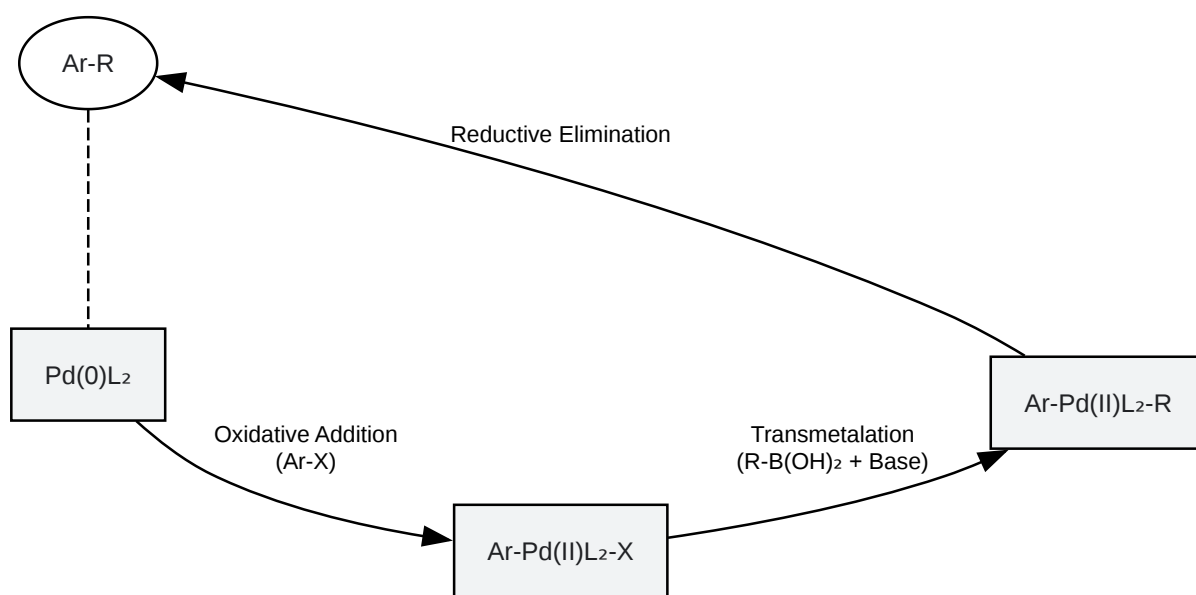 Ar-R
Reductive Elimination
Pd(0)L₂
Ar-Pd(II)L₂-R
Oxidative Addition
(Ar-X)
Transmetalation
(R-B(OH)₂ + Base)
Ar-Pd(II)L₂-X